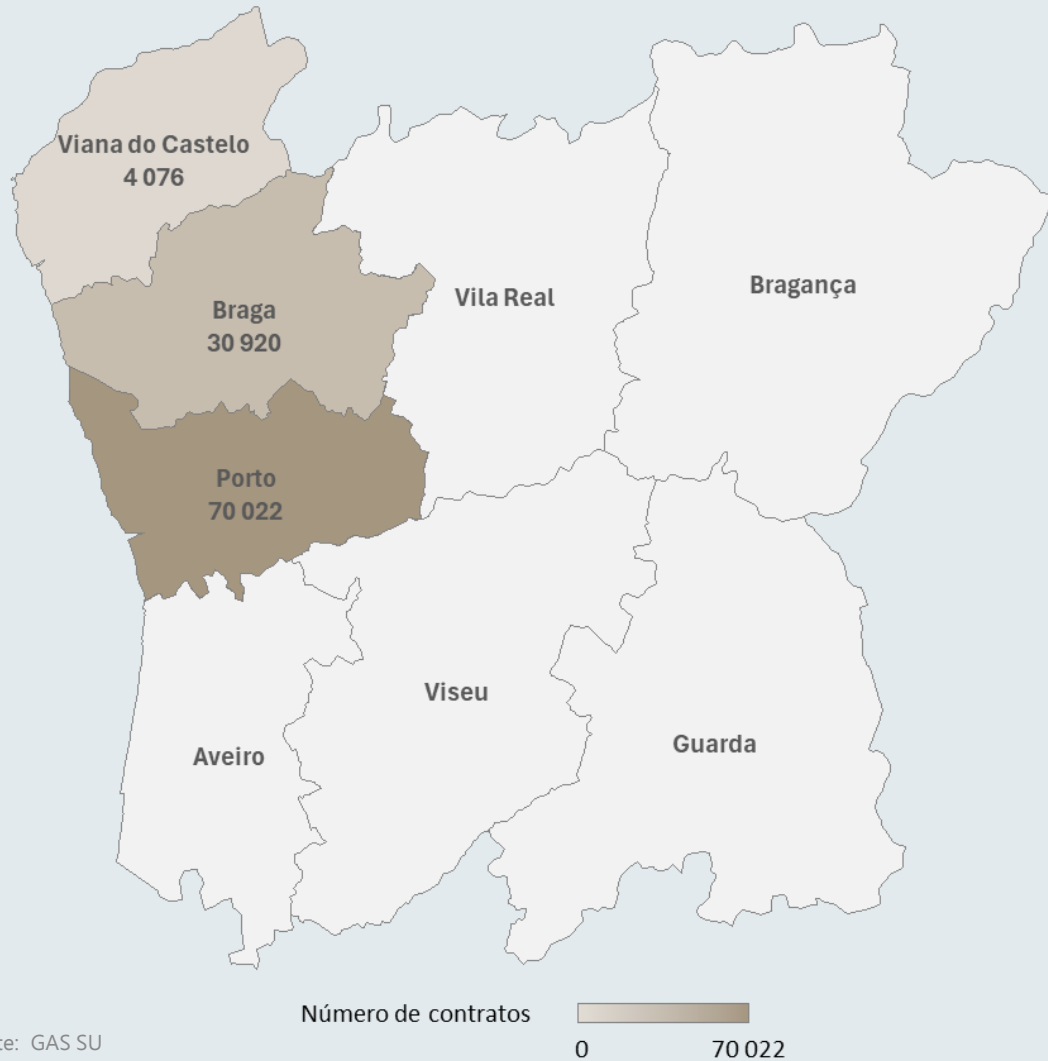 Viana do Castelo
4 076
Braga
30 920
Vila Real
Bragança
Porto
70 022
Viseu
Guarda
Aveiro
Número de contratos
0 70 022
te: GAS SU